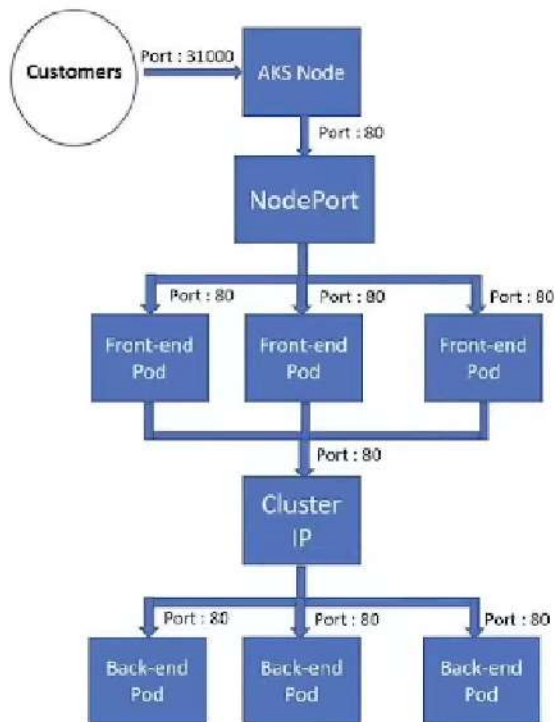 Customers
Port : 31000
AKS Node
Port : 80
NodePort
Port : 80
Port : 80
Port : 80
Front-end
Pod
Front-end
Pod
Front-end
Pod
Port : 80
Cluster
IP
Port : 80
Port : 80
Port : 80
Back-end
Pod
Back-end
Pod
Back-end
Pod